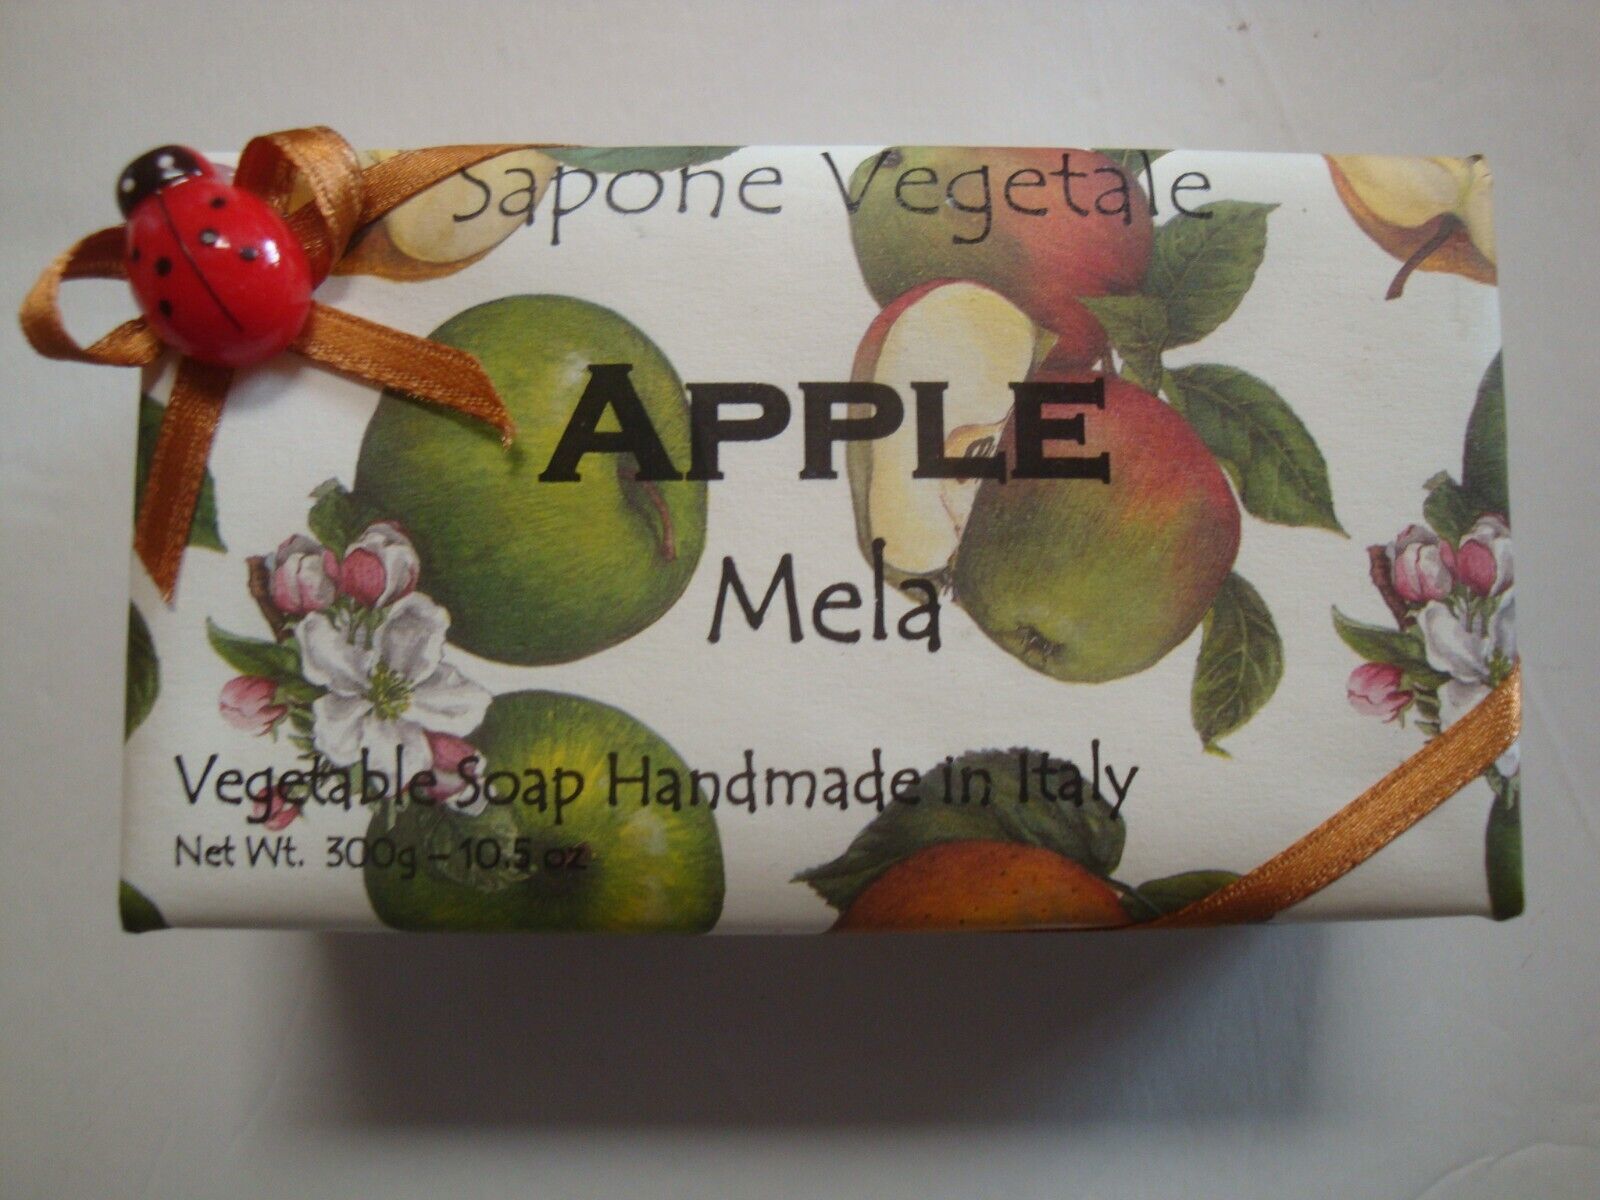 Sapone Vegetale
APPLE
Mela
Vegetable Soap Handmade in Italy
Net Wt. 300g – 10.5 oz